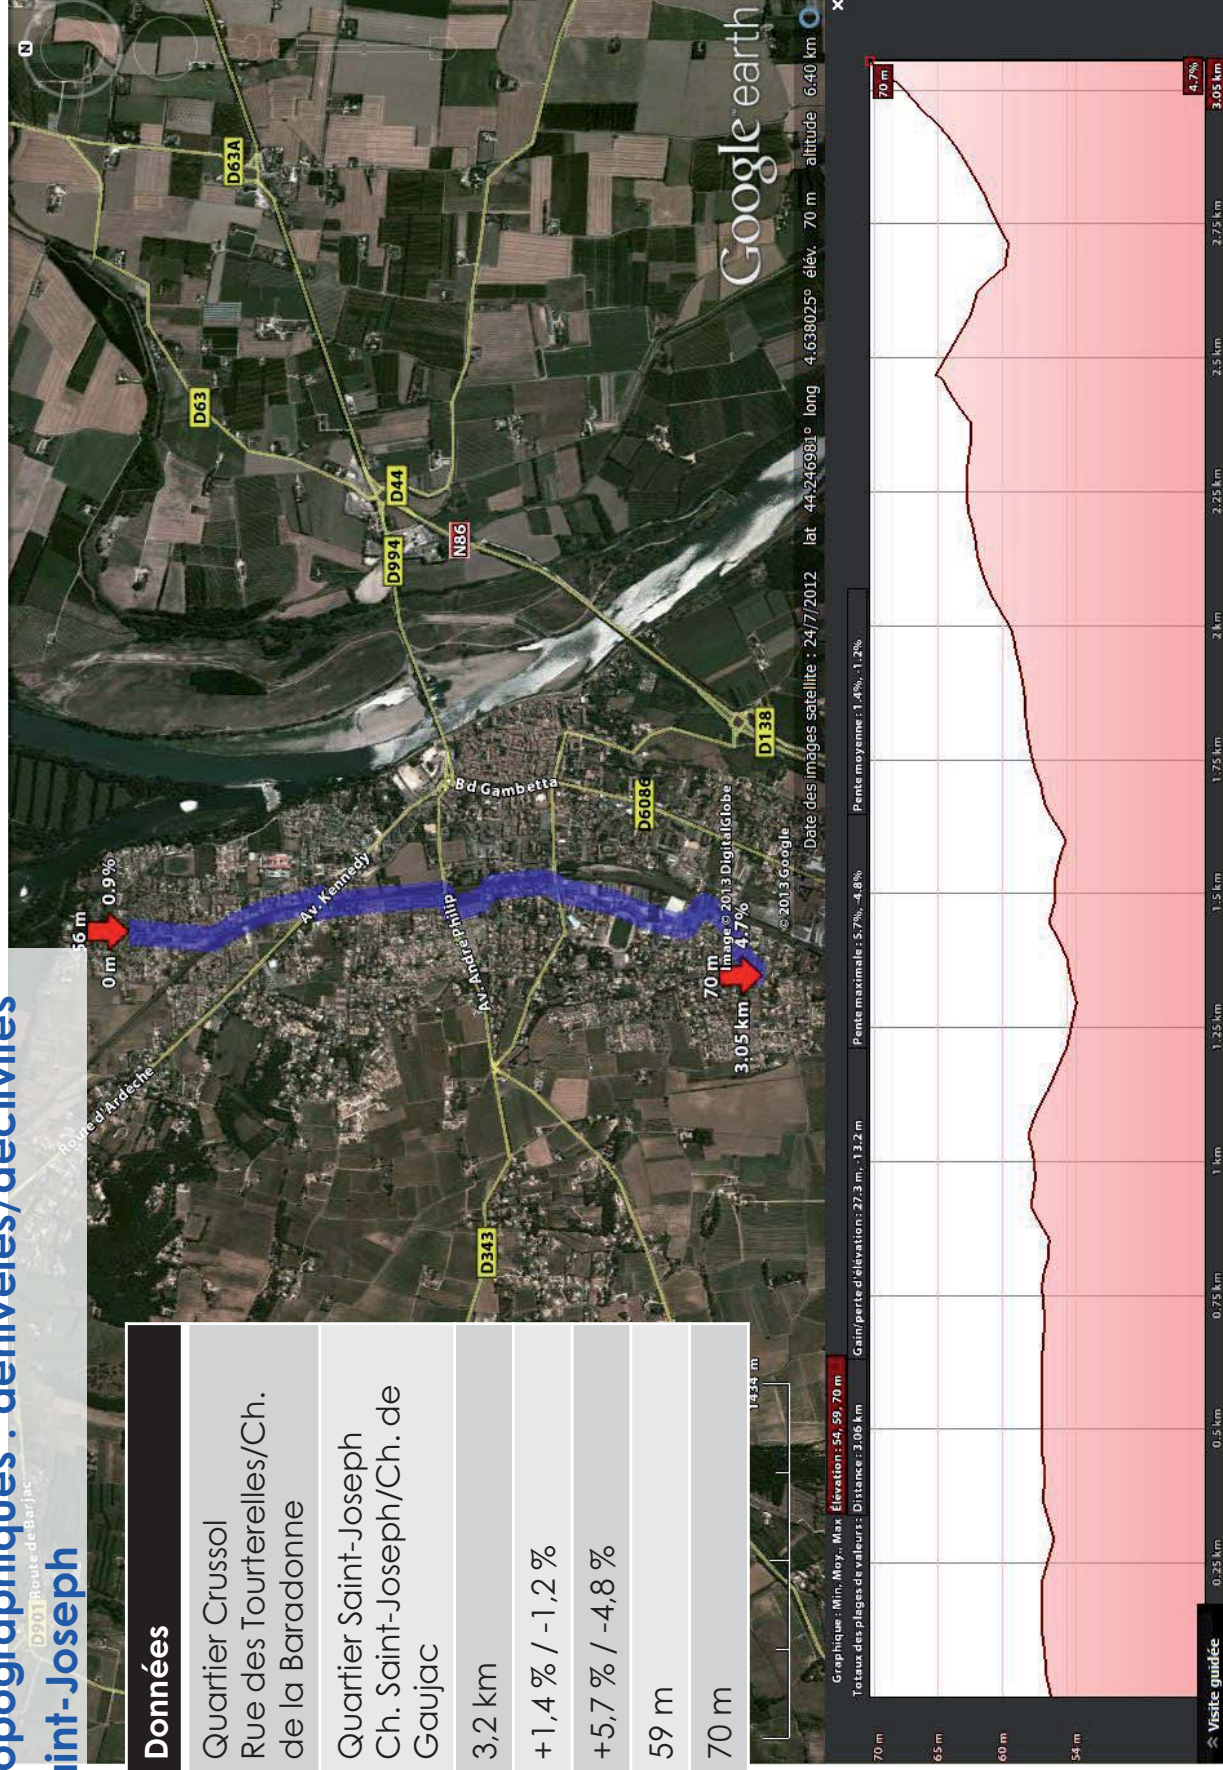 opographiques : dénivelés/déclivités
aint-Joseph
Données
Quartier Crussol
Rue des Tourterelles/Ch.
de la Baradonne
Quartier Saint-Joseph
Ch. Saint-Joseph/Ch. de
Gaujac
3,2 km
+1,4 % / -1,2 %
+5,7 % / -4,8 %
59 m
70 m
D901 Route de Barjac
Route d'Ardèche
0 m
56 m
0.9%
Av. Kennedy
Av. André Philip
Bd Gambetta
D343
D6086
D138
D994
N86
D44
D63
D63A
N
3.05 km
70 m
4.7%
1434 m
Image © 2013 DigitalGlobe
© 2013 Google
Google earth
Date des images satellite : 24/7/2012 lat 44.246981° long 4.638025° élév. 70 m altitude 6.40 km
Graphique : Min, Moy., Max Élévation : 54, 59, 70 m
Totaux des plages de valeurs : Distance : 3.06 km Gain/perte d'élévation : 27.3 m, -13.2 m Pente maximale : 5.7%, -4.8% Pente moyenne : 1.4%, -1.2%
70 m
65 m
60 m
54 m
70 m
4.7%
0.25 km 0.5 km 0.75 km 1 km 1.25 km 1.5 km 1.75 km 2 km 2.25 km 2.5 km 2.75 km 3.05 km
Visite guidée